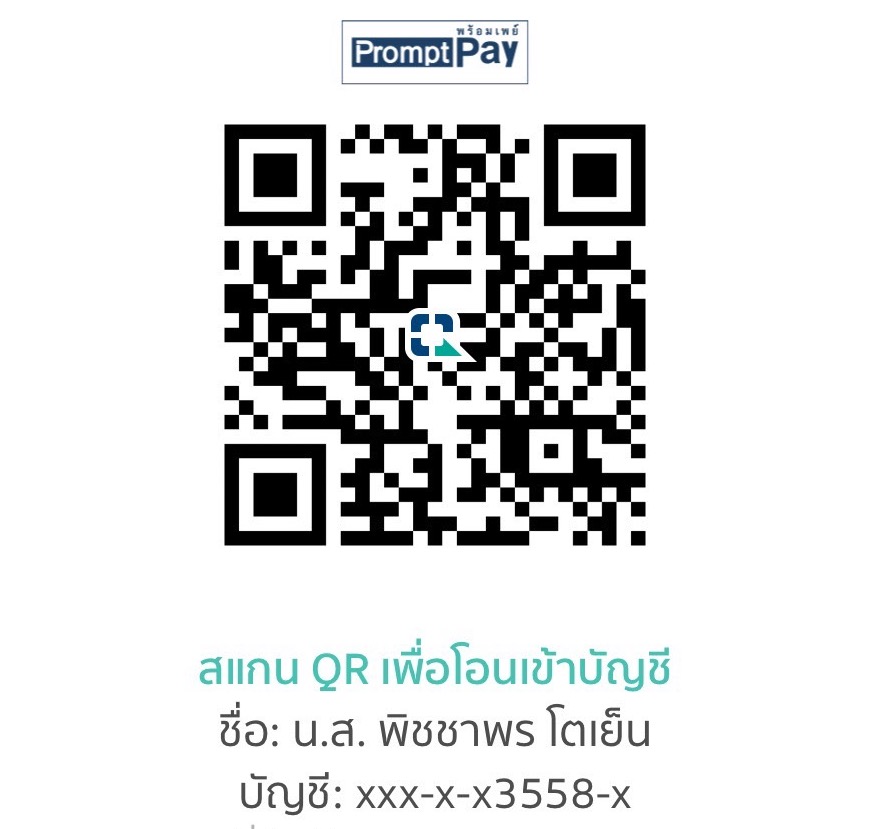 พร้อมเพย์
PromptPay
สแกน QR เพื่อโอนเข้าบัญชี
ชื่อ: น.ส. พิชชาพร โตเย็น
บัญชี: xxx-x-x3558-x